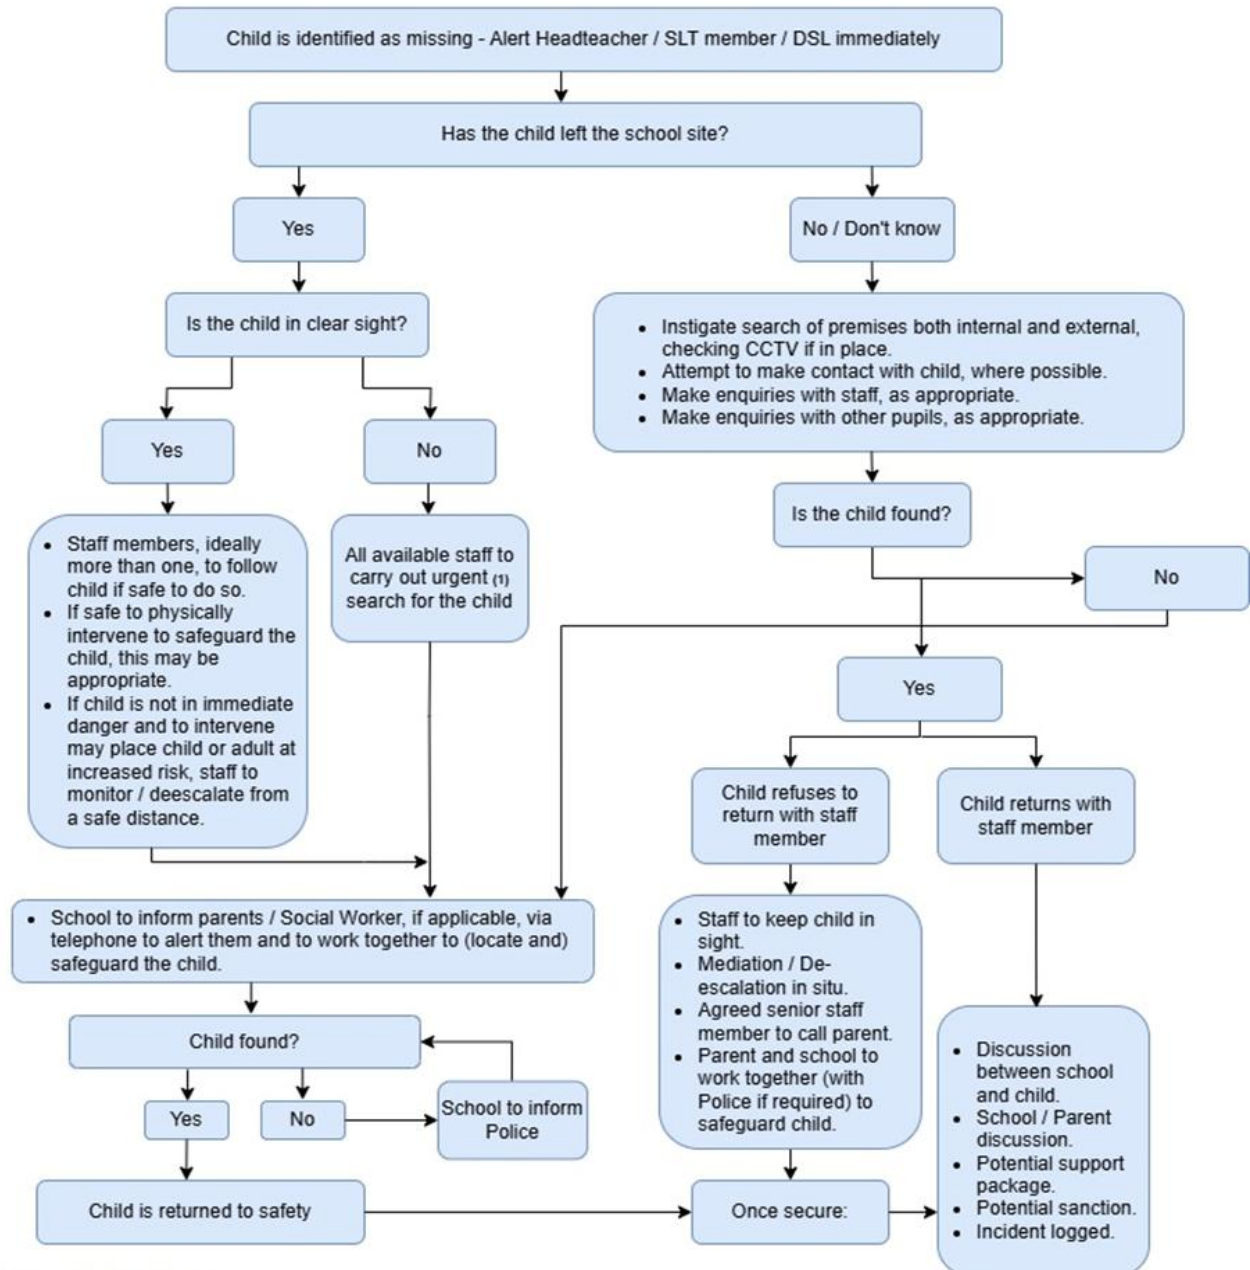 Child is identified as missing - Alert Headteacher / SLT member / DSL immediately
Has the child left the school site?
Yes
No / Don't know
Is the child in clear sight?
• Instigate search of premises both internal and external,
checking CCTV if in place.
• Attempt to make contact with child, where possible.
• Make enquiries with staff, as appropriate.
• Make enquiries with other pupils, as appropriate.
Yes
No
• Staff members, ideally
more than one, to follow
child if safe to do so.
• If safe to physically
intervene to safeguard the
child, this may be
appropriate.
• If child is not in immediate
danger and to intervene
may place child or adult at
increased risk, staff to
monitor / deescalate from
a safe distance.
All available staff to
carry out urgent (1)
search for the child
Is the child found?
No
Yes
Child refuses to
return with staff
member
Child returns with
staff member
• School to inform parents / Social Worker, if applicable, via
telephone to alert them and to work together to (locate and)
safeguard the child.
• Staff to keep child in
sight.
• Mediation / De-
escalation in situ.
• Agreed senior staff
member to call parent.
• Parent and school to
work together (with
Police if required) to
safeguard child.
• Discussion
between school
and child.
• School / Parent
discussion.
• Potential support
package.
• Potential sanction.
• Incident logged.
Child found?
Yes
No
School to inform
Police
Child is returned to safety
Once secure: